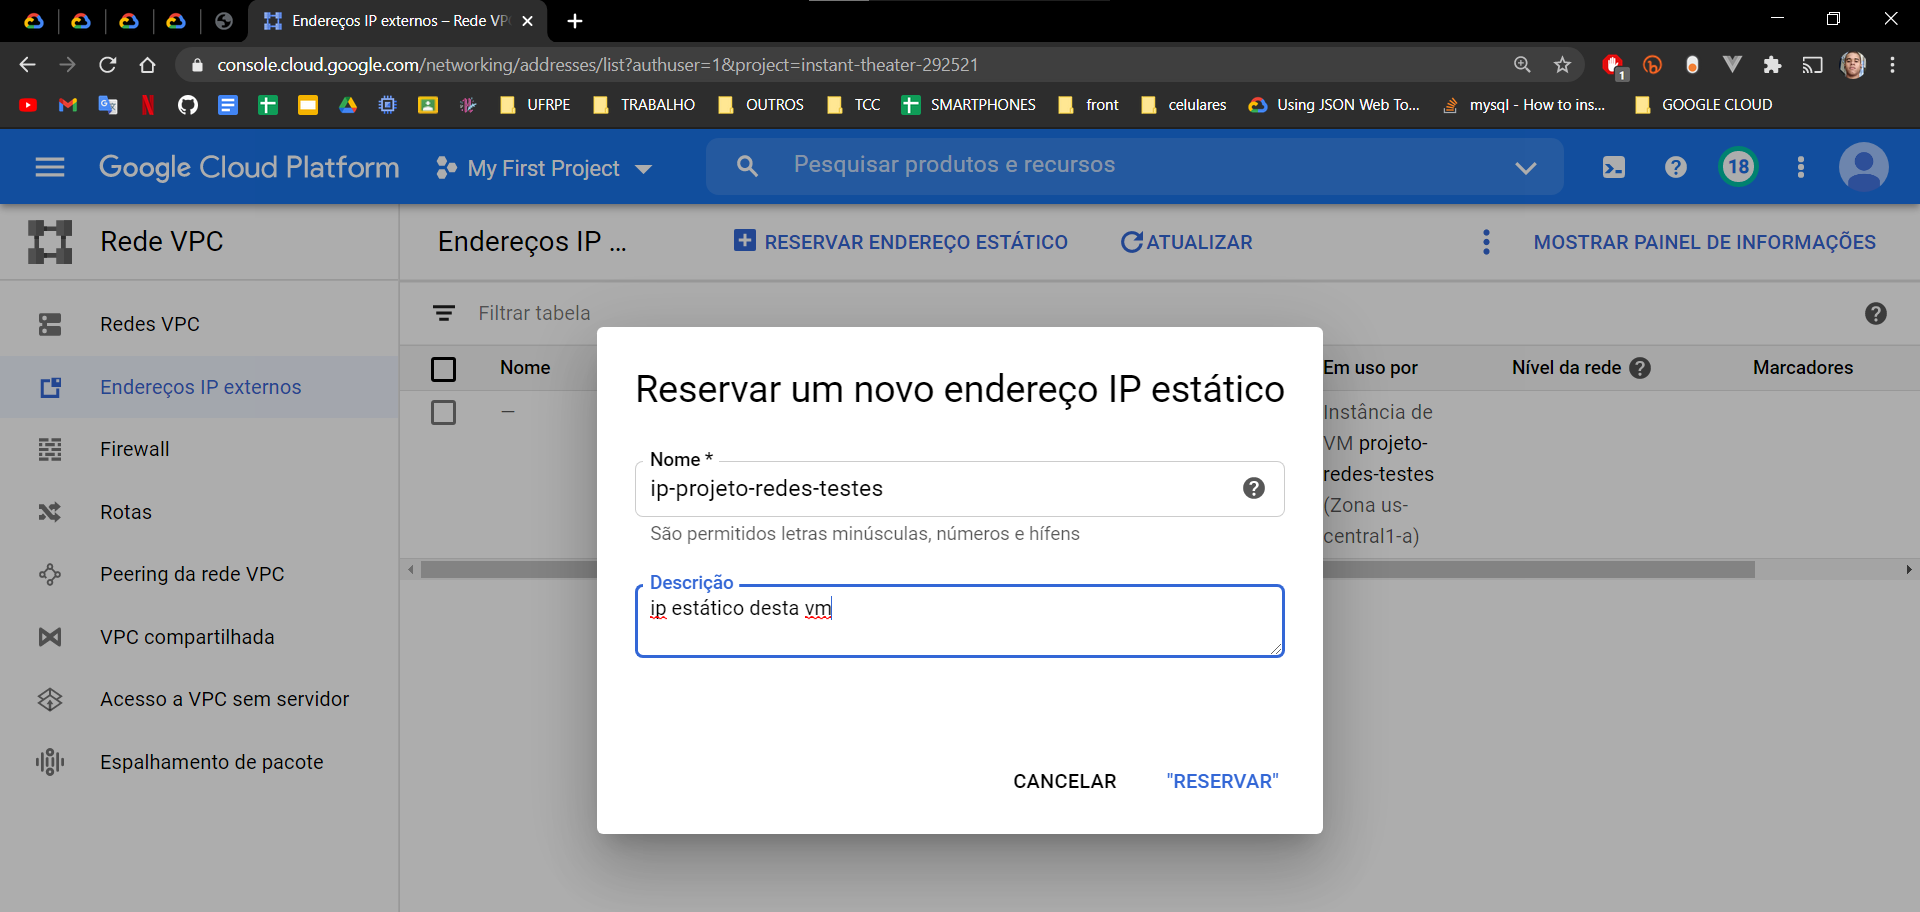 Endereços IP externos – Rede VP
console.cloud.google.com/networking/addresses/list?authuser=1&project=instant-theater-292521
1
UFRPE
TRABALHO
OUTROS
TCC
SMARTPHONES
front
celulares
Using JSON Web To...
mysql - How to ins...
GOOGLE CLOUD
Google Cloud Platform
My First Project
Pesquisar produtos e recursos
18
Rede VPC
Endereços IP ...
RESERVAR ENDEREÇO ESTÁTICO
ATUALIZAR
MOSTRAR PAINEL DE INFORMAÇÕES
Redes VPC
Endereços IP externos
Firewall
Rotas
Peering da rede VPC
VPC compartilhada
Acesso a VPC sem servidor
Espalhamento de pacote
Filtrar tabela
Nome
Em uso por
Nível da rede
Marcadores
—
Instância de
VM projeto-
redes-testes
(Zona us-
central1-a)
Reservar um novo endereço IP estático
Nome *
ip-projeto-redes-testes
São permitidos letras minúsculas, números e hífens
Descrição
ip estático desta vm
CANCELAR
"RESERVAR"